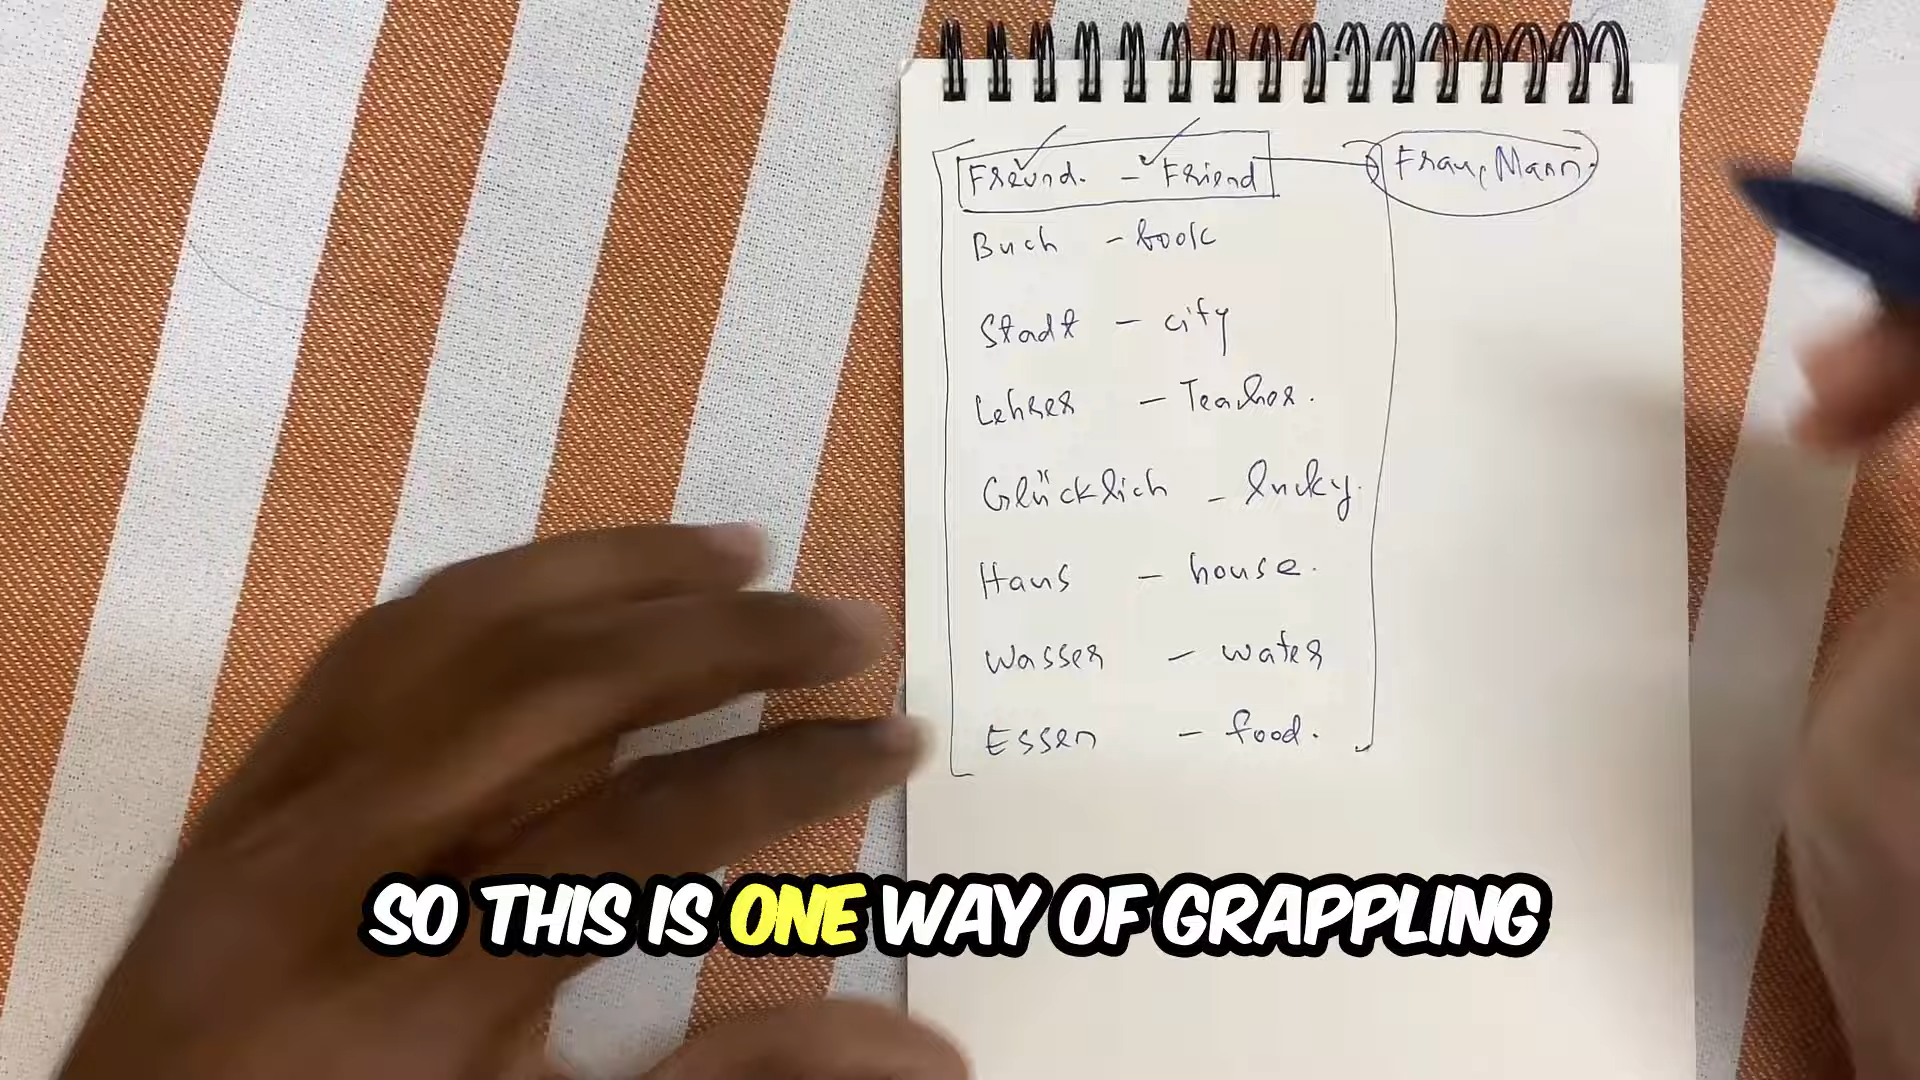 Freund. - Friend
Frau, Mann.
Buch - book
Stadt - city
Lehrer - Teacher.
Glücklich - lucky.
Haus - house.
Wasser - water
Essen - food.
SO THIS IS ONE WAY OF GRAPPLING